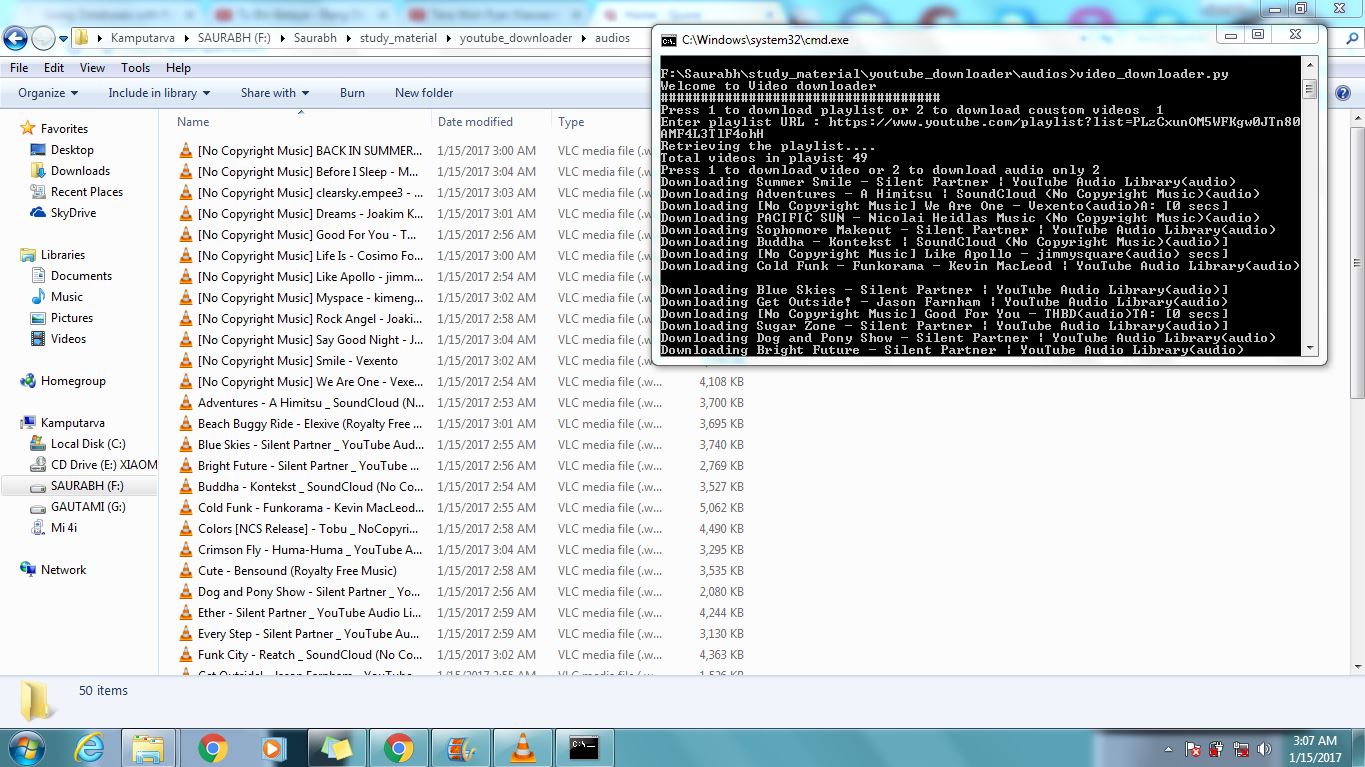 Kamputarva ▸ SAURABH (F:) ▸ Saurabh ▸ study_material ▸ youtube_downloader ▸ audios
File Edit View Tools Help
Organize Include in library Share with Burn New folder
Favorites
Desktop
Downloads
Recent Places
SkyDrive
Libraries
Documents
Music
Pictures
Videos
Homegroup
Kamputarva
Local Disk (C:)
CD Drive (E:) XIAOM
SAURABH (F:)
GAUTAMI (G:)
Mi 4i
Network
Name Date modified Type
[No Copyright Music] BACK IN SUMMER... 1/15/2017 3:00 AM VLC media file (.w...
[No Copyright Music] Before I Sleep - M... 1/15/2017 3:04 AM VLC media file (.w...
[No Copyright Music] clearsky.empee3 - ... 1/15/2017 3:03 AM VLC media file (.w...
[No Copyright Music] Dreams - Joakim K... 1/15/2017 3:01 AM VLC media file (.w...
[No Copyright Music] Good For You - T... 1/15/2017 2:56 AM VLC media file (.w...
[No Copyright Music] Life Is - Cosimo Fo... 1/15/2017 3:00 AM VLC media file (.w...
[No Copyright Music] Like Apollo - jimm... 1/15/2017 2:54 AM VLC media file (.w...
[No Copyright Music] Myspace - kimeng... 1/15/2017 3:02 AM VLC media file (.w...
[No Copyright Music] Rock Angel - Joaki... 1/15/2017 2:58 AM VLC media file (.w...
[No Copyright Music] Say Good Night - J... 1/15/2017 3:04 AM VLC media file (.w...
[No Copyright Music] Smile - Vexento 1/15/2017 3:02 AM VLC media file (.w...
[No Copyright Music] We Are One - Vexe... 1/15/2017 2:54 AM VLC media file (.w... 4,108 KB
Adventures - A Himitsu _ SoundCloud (N... 1/15/2017 2:53 AM VLC media file (.w... 3,700 KB
Beach Buggy Ride - Elexive (Royalty Free ... 1/15/2017 3:01 AM VLC media file (.w... 3,695 KB
Blue Skies - Silent Partner _ YouTube Aud... 1/15/2017 2:55 AM VLC media file (.w... 3,740 KB
Bright Future - Silent Partner _ YouTube ... 1/15/2017 2:56 AM VLC media file (.w... 2,769 KB
Buddha - Kontekst _ SoundCloud (No Co... 1/15/2017 2:54 AM VLC media file (.w... 3,527 KB
Cold Funk - Funkorama - Kevin MacLeod... 1/15/2017 2:55 AM VLC media file (.w... 5,062 KB
Colors [NCS Release] - Tobu _ NoCopyri... 1/15/2017 2:58 AM VLC media file (.w... 4,490 KB
Crimson Fly - Huma-Huma _ YouTube A... 1/15/2017 3:04 AM VLC media file (.w... 3,295 KB
Cute - Bensound (Royalty Free Music) 1/15/2017 2:58 AM VLC media file (.w... 3,535 KB
Dog and Pony Show - Silent Partner _ Yo... 1/15/2017 2:56 AM VLC media file (.w... 2,080 KB
Ether - Silent Partner _ YouTube Audio Li... 1/15/2017 2:59 AM VLC media file (.w... 4,244 KB
Every Step - Silent Partner _ YouTube Au... 1/15/2017 2:59 AM VLC media file (.w... 3,130 KB
Funk City - Reatch _ SoundCloud (No Co... 1/15/2017 3:02 AM VLC media file (.w... 4,363 KB
C:\Windows\system32\cmd.exe
F:\Saurabh\study_material\youtube_downloader\audios>video_downloader.py
Welcome to Video downloader
###################################
Press 1 to download playlist or 2 to download coustom videos 1
Enter playlist URL : https://www.youtube.com/playlist?list=PLzCxunOM5WFKgw0JTn80
AMF4L3TlF4ohH
Retrieving the playlist....
Total videos in playist 49
Press 1 to download video or 2 to download audio only 2
Downloading Summer Smile - Silent Partner ¦ YouTube Audio Library(audio)
Downloading Adventures - A Himitsu ¦ SoundCloud (No Copyright Music)(audio)
Downloading [No Copyright Music] We Are One - Vexento(audio)A: [0 secs]
Downloading PACIFIC SUN - Nicolai Heidlas Music (No Copyright Music)(audio)
Downloading Sophomore Makeout - Silent Partner ¦ YouTube Audio Library(audio)
Downloading Buddha - Kontekst ¦ SoundCloud (No Copyright Music)(audio)]
Downloading [No Copyright Music] Like Apollo - jimmysquare(audio) secs]
Downloading Cold Funk - Funkorama - Kevin MacLeod ¦ YouTube Audio Library(audio)
Downloading Blue Skies - Silent Partner ¦ YouTube Audio Library(audio)]
Downloading Get Outside! - Jason Farnham ¦ YouTube Audio Library(audio)
Downloading [No Copyright Music] Good For You - THBD(audio)TA: [0 secs]
Downloading Sugar Zone - Silent Partner ¦ YouTube Audio Library(audio)]
Downloading Dog and Pony Show - Silent Partner ¦ YouTube Audio Library(audio)
Downloading Bright Future - Silent Partner ¦ YouTube Audio Library(audio)
50 items
3:07 AM
1/15/2017